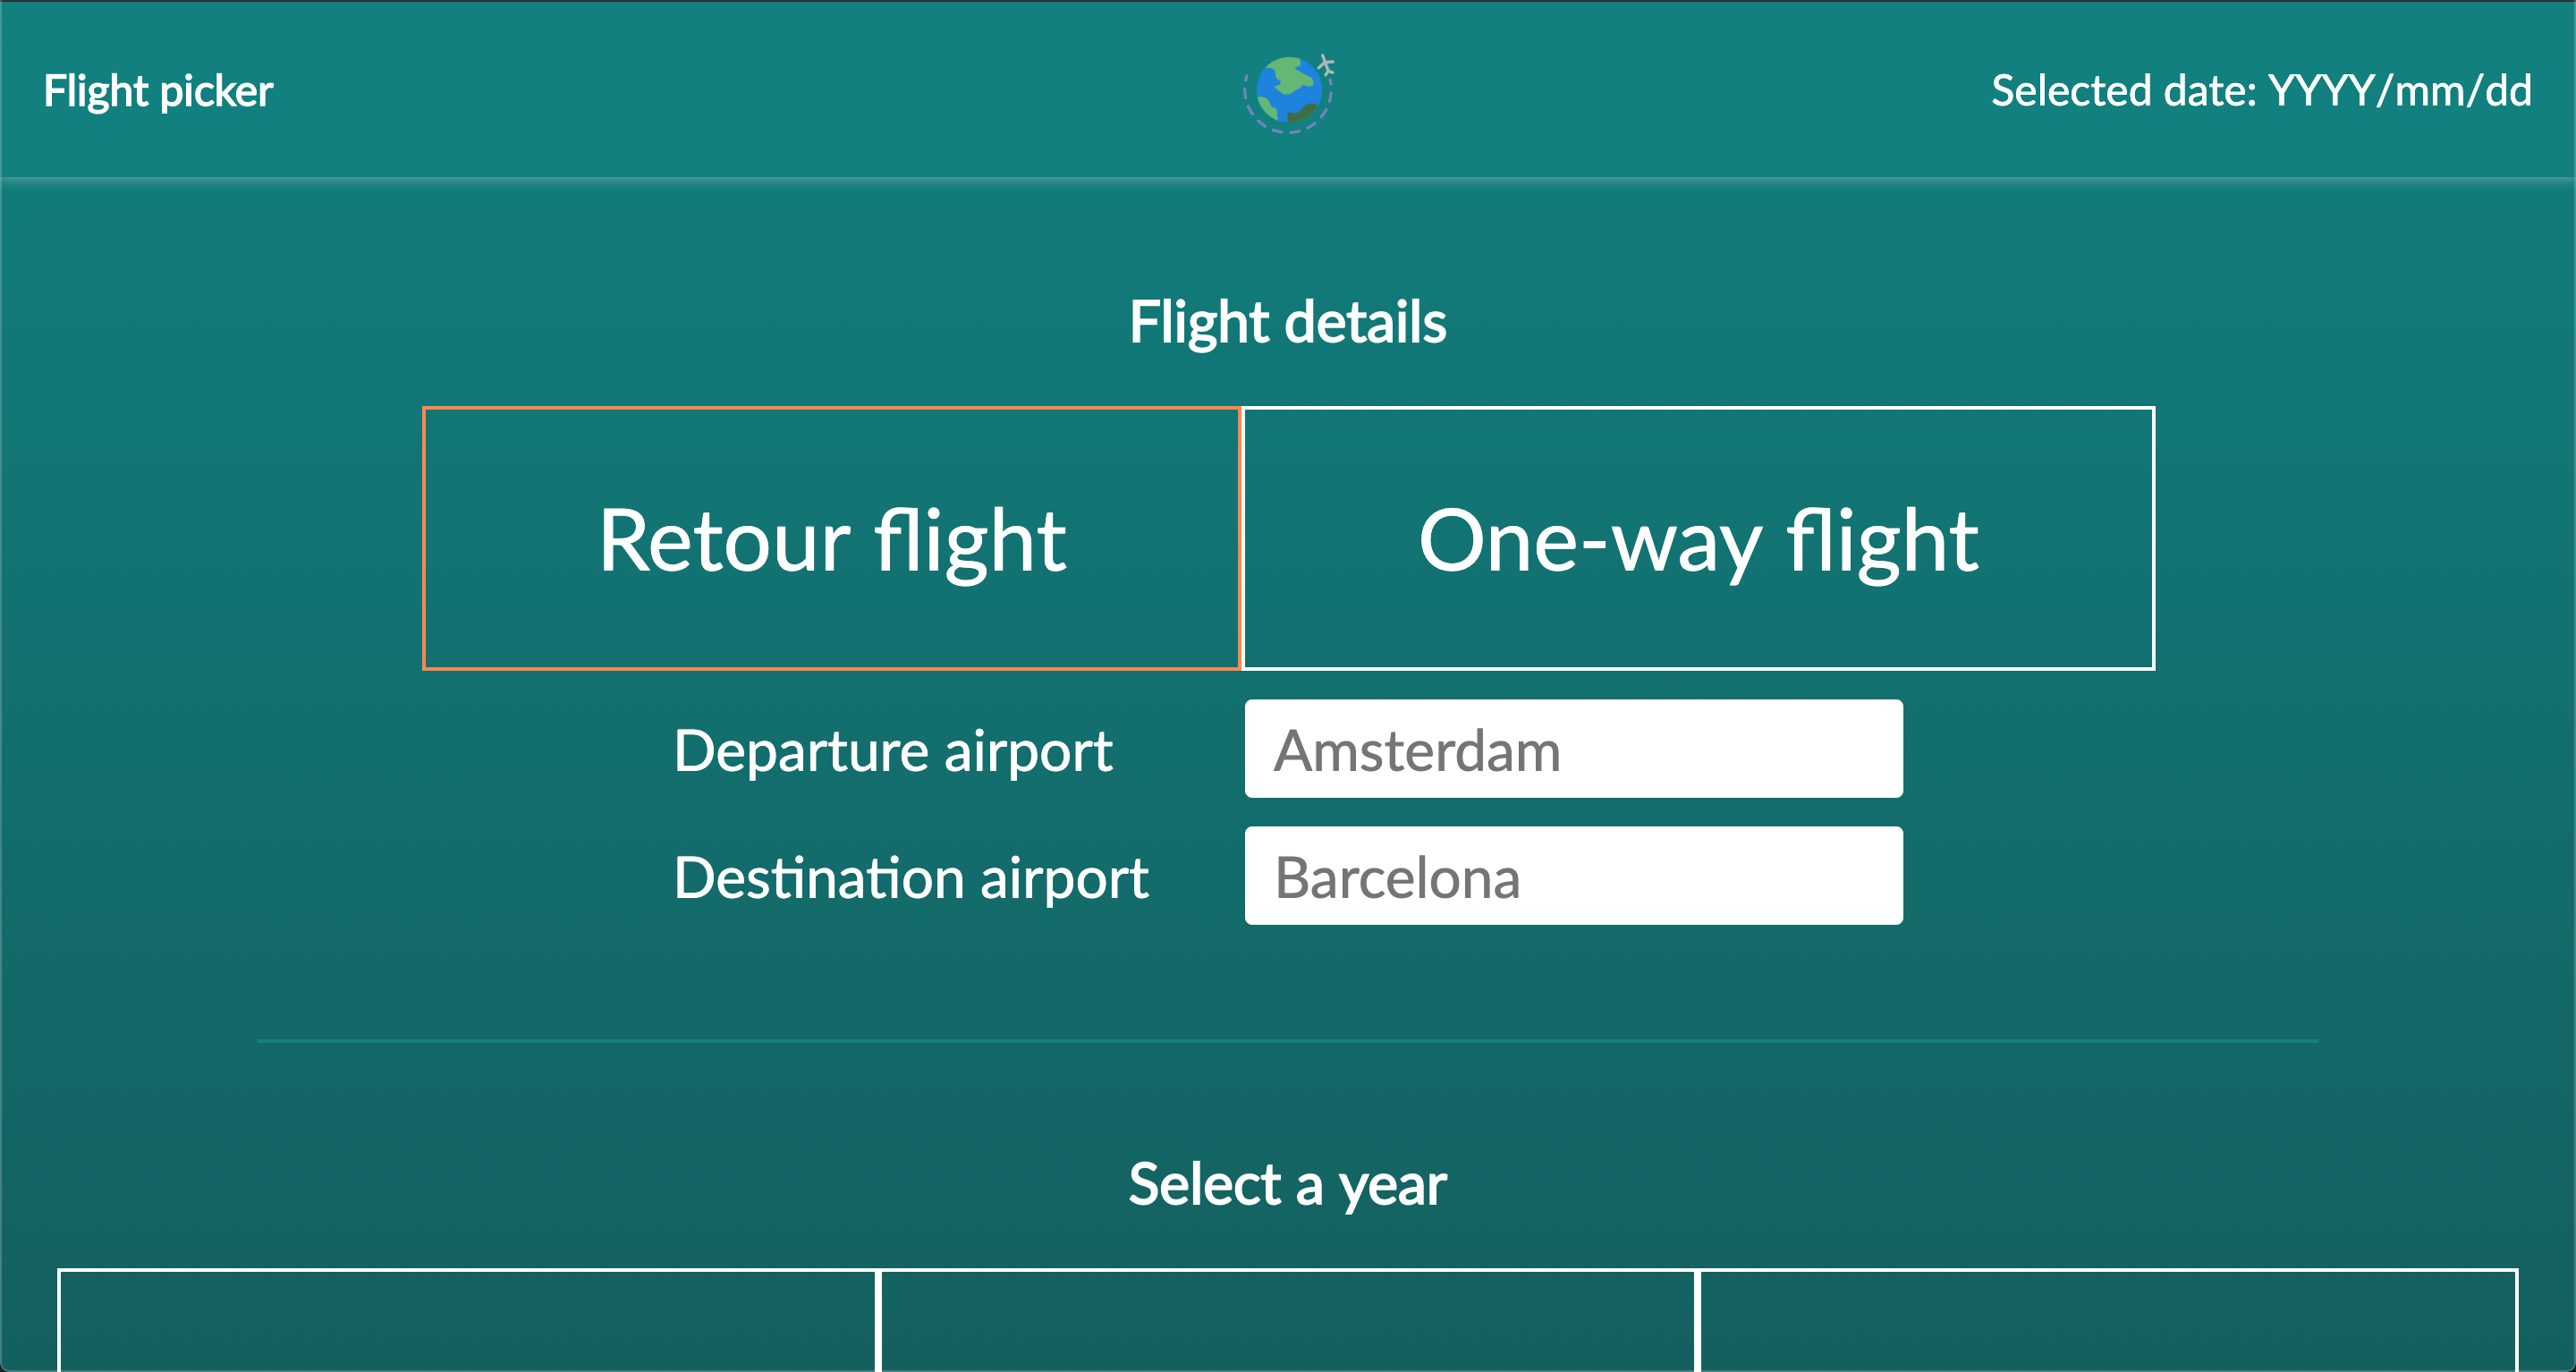 Flight picker
Selected date: YYYY/mm/dd
Flight details
Retour flight
One-way flight
Departure airport
Amsterdam
Destination airport
Barcelona
Select a year